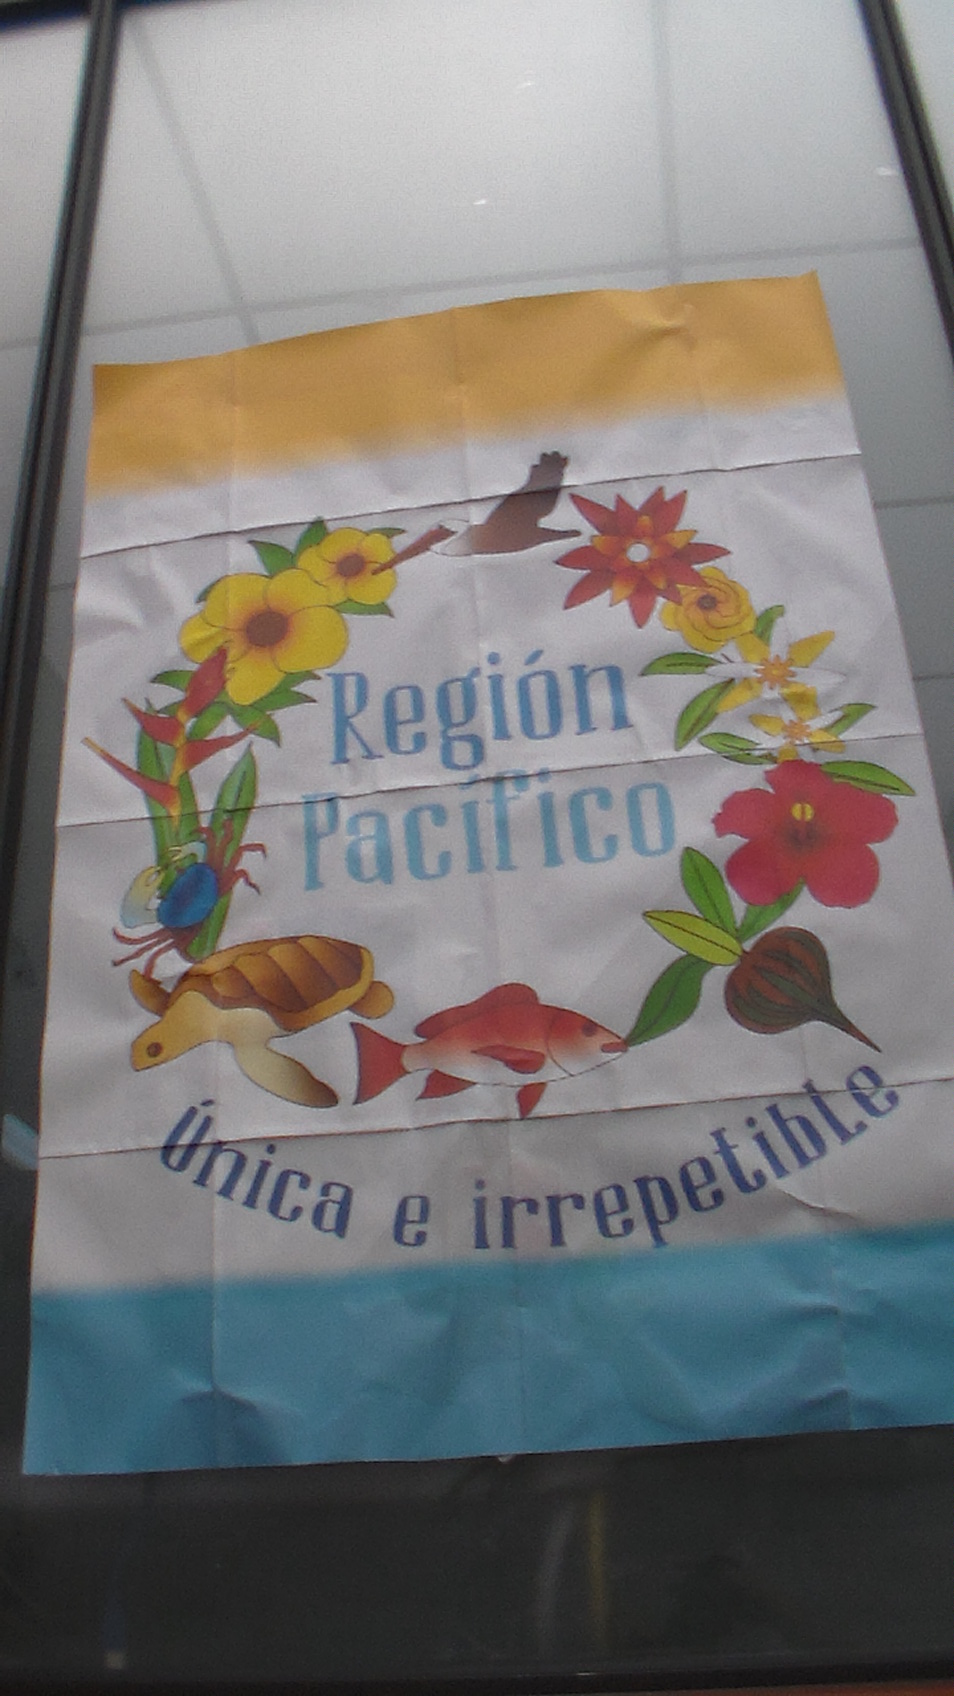 Región
Pacífico
Única e irrepetible